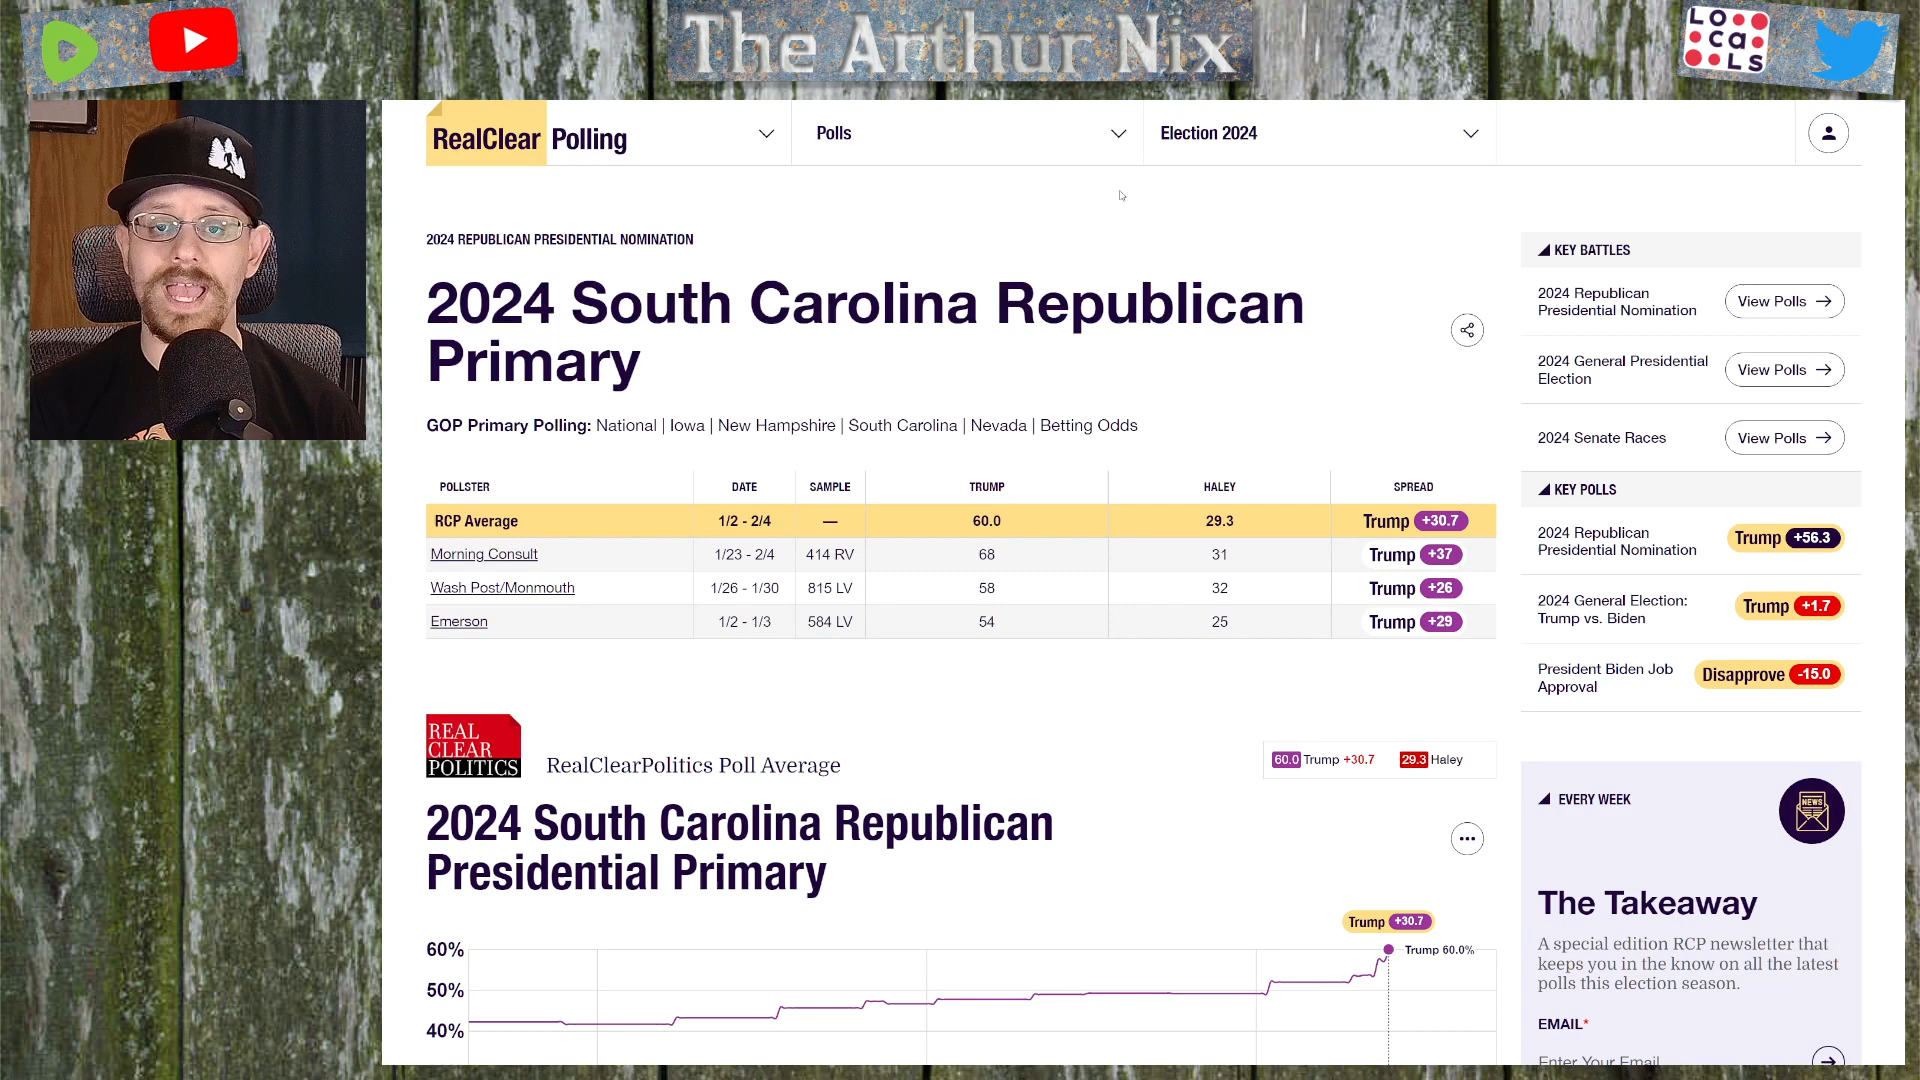 The Arthur Nix
LO
ca
LS
RealClear Polling
Polls
Election 2024
2024 REPUBLICAN PRESIDENTIAL NOMINATION
2024 South Carolina Republican
Primary
GOP Primary Polling: National | Iowa | New Hampshire | South Carolina | Nevada | Betting Odds
POLLSTER DATE SAMPLE TRUMP HALEY SPREAD
RCP Average 1/2 - 2/4 — 60.0 29.3 Trump +30.7
Morning Consult 1/23 - 2/4 414 RV 68 31 Trump +37
Wash Post/Monmouth 1/26 - 1/30 815 LV 58 32 Trump +26
Emerson 1/2 - 1/3 584 LV 54 25 Trump +29
REAL
CLEAR
POLITICS
RealClearPolitics Poll Average
60.0 Trump +30.7 29.3 Haley
2024 South Carolina Republican
Presidential Primary
Trump +30.7
Trump 60.0%
60%
50%
40%
KEY BATTLES
2024 Republican
Presidential Nomination
View Polls →
2024 General Presidential
Election
View Polls →
2024 Senate Races
View Polls →
KEY POLLS
2024 Republican
Presidential Nomination
Trump +56.3
2024 General Election:
Trump vs. Biden
Trump +1.7
President Biden Job
Approval
Disapprove -15.0
EVERY WEEK
NEWS
The Takeaway
A special edition RCP newsletter that
keeps you in the know on all the latest
polls this election season.
EMAIL*
Enter Your Email